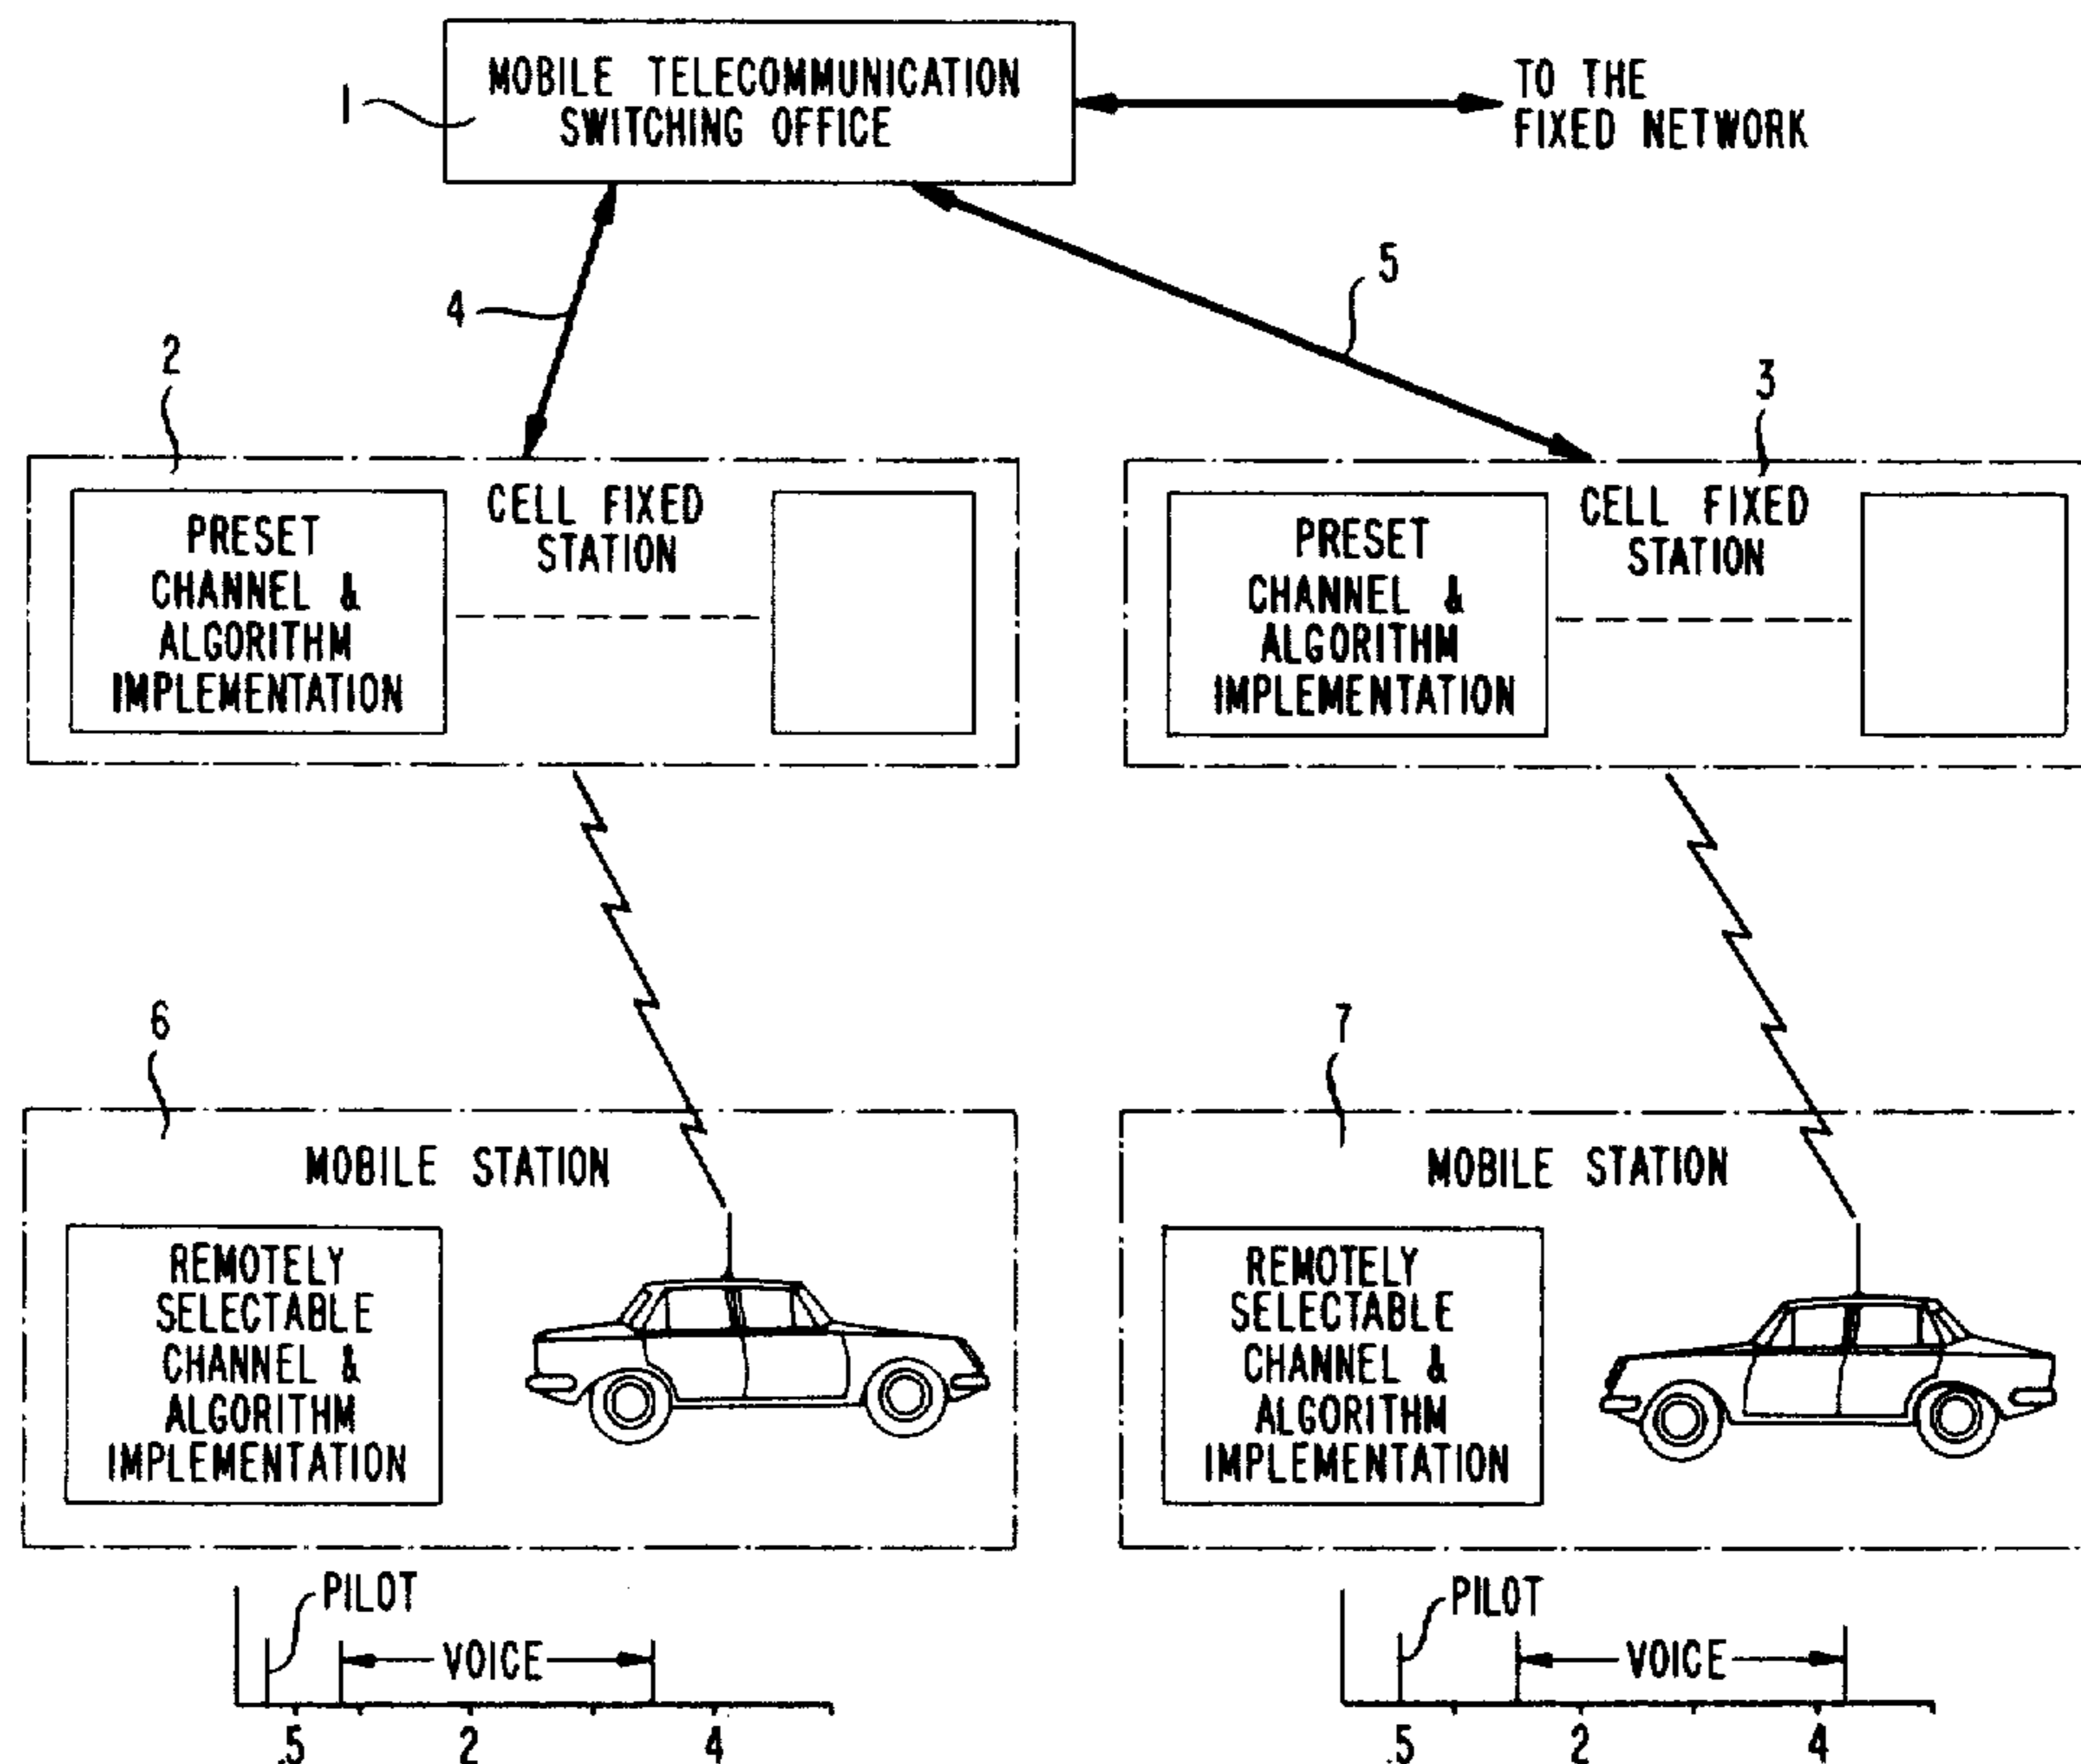 MOBILE TELECOMMUNICATION
SWITCHING OFFICE
1
TO THE
FIXED NETWORK
4
5
2
3
PRESET
CHANNEL &
ALGORITHM
IMPLEMENTATION
CELL FIXED
STATION
PRESET
CHANNEL &
ALGORITHM
IMPLEMENTATION
CELL FIXED
STATION
6
7
MOBILE STATION
REMOTELY
SELECTABLE
CHANNEL &
ALGORITHM
IMPLEMENTATION
MOBILE STATION
REMOTELY
SELECTABLE
CHANNEL &
ALGORITHM
IMPLEMENTATION
PILOT
VOICE
.5 2 4
PILOT
VOICE
.5 2 4